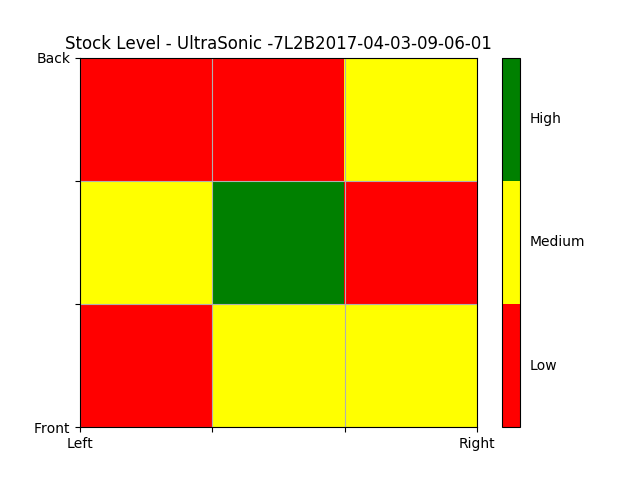 Stock Level - UltraSonic -7L2B2017-04-03-09-06-01
Back
High
Medium
Low
Front
Left
Right